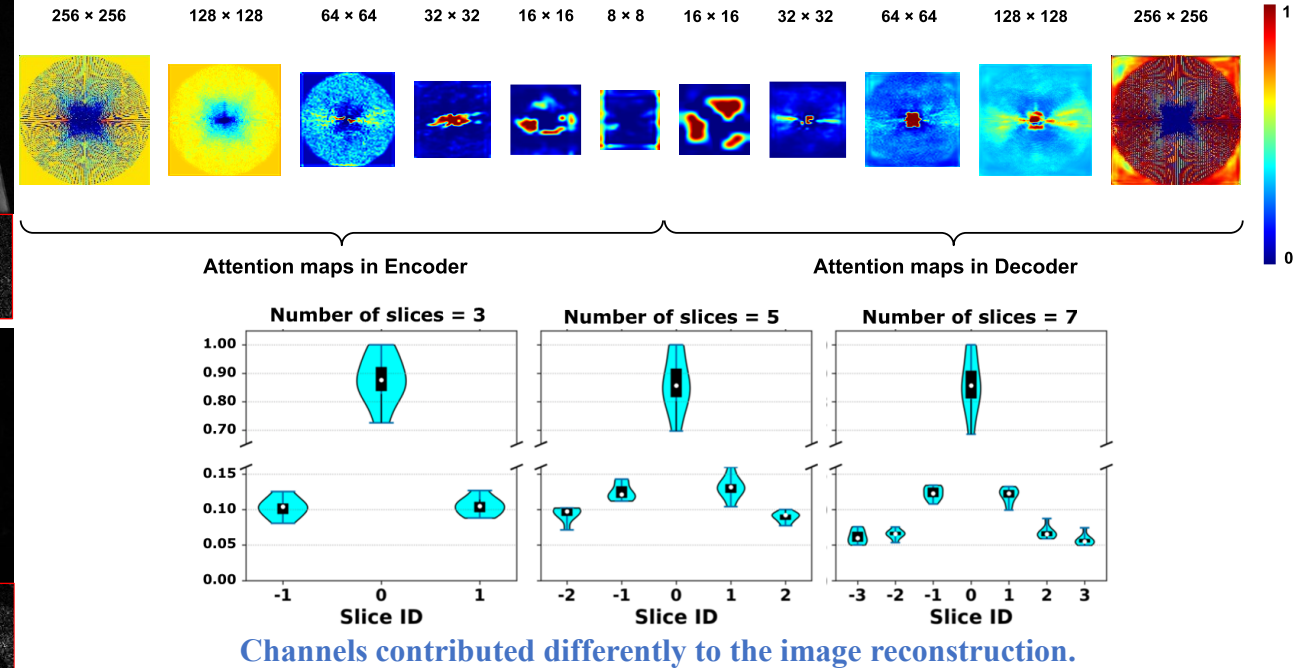 256 × 256 128 × 128 64 × 64 32 × 32 16 × 16 8 × 8 16 × 16 32 × 32 64 × 64 128 × 128 256 × 256
1
0
Attention maps in Encoder Attention maps in Decoder
Number of slices = 3 Number of slices = 5 Number of slices = 7
1.00
0.90
0.80
0.70
0.15
0.10
0.05
0.00
-1 0 1 -2 -1 0 1 2 -3 -2 -1 0 1 2 3
Slice ID Slice ID Slice ID
Channels contributed differently to the image reconstruction.